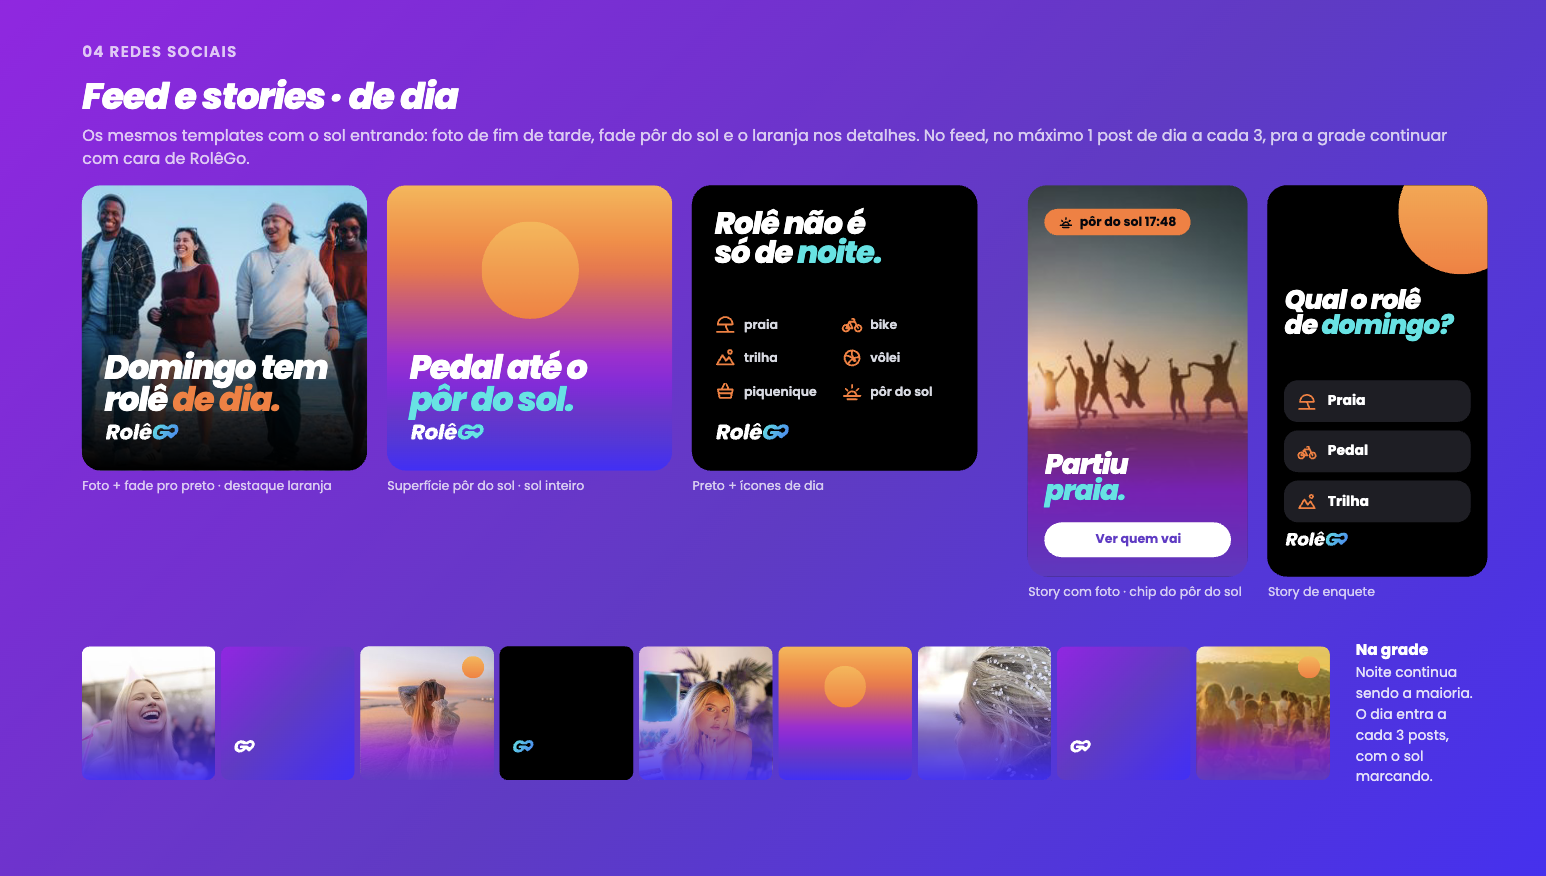 04 REDES SOCIAIS
Feed e stories · de dia
Os mesmos templates com o sol entrando: foto de fim de tarde, fade pôr do sol e o laranja nos detalhes. No feed, no máximo 1 post de dia a cada 3, pra a grade continuar
com cara de RolêGo.
Domingo tem
rolê de dia.
RolêGo
Foto + fade pro preto · destaque laranja
Pedal até o
pôr do sol.
RolêGo
Superfície pôr do sol · sol inteiro
Rolê não é
só de noite.
praia
bike
trilha
vôlei
piquenique
pôr do sol
RolêGo
Preto + ícones de dia
pôr do sol 17:48
Partiu
praia.
Ver quem vai
Story com foto · chip do pôr do sol
Qual o rolê
de domingo?
Praia
Pedal
Trilha
RolêGo
Story de enquete
Go
Go
Go
Na grade
Noite continua
sendo a maioria.
O dia entra a
cada 3 posts,
com o sol
marcando.